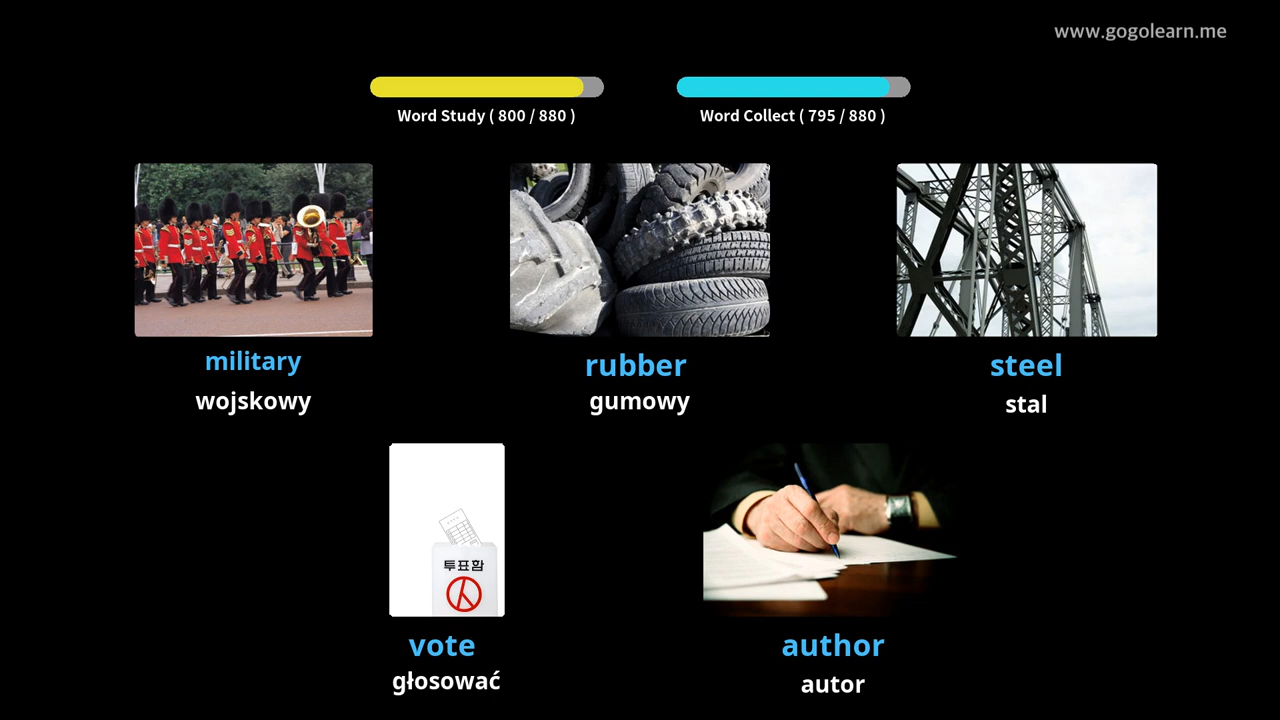 www.gogolearn.me
Word Study ( 800 / 880 )
Word Collect ( 795 / 880 )
military
wojskowy
rubber
gumowy
steel
stal
투표함
vote
głosować
author
autor